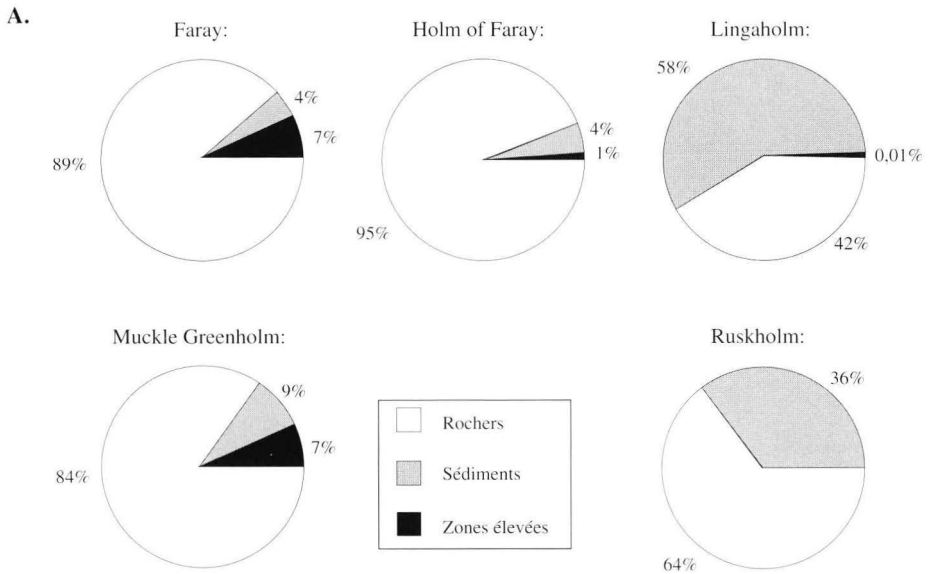 A.
Faray:
4%
7%
89%
Holm of Faray:
4%
1%
95%
Lingaholm:
58%
0,01%
42%
Muckle Greenholm:
9%
7%
84%
Rochers
Sédiments
Zones élevées
Ruskholm:
36%
64%